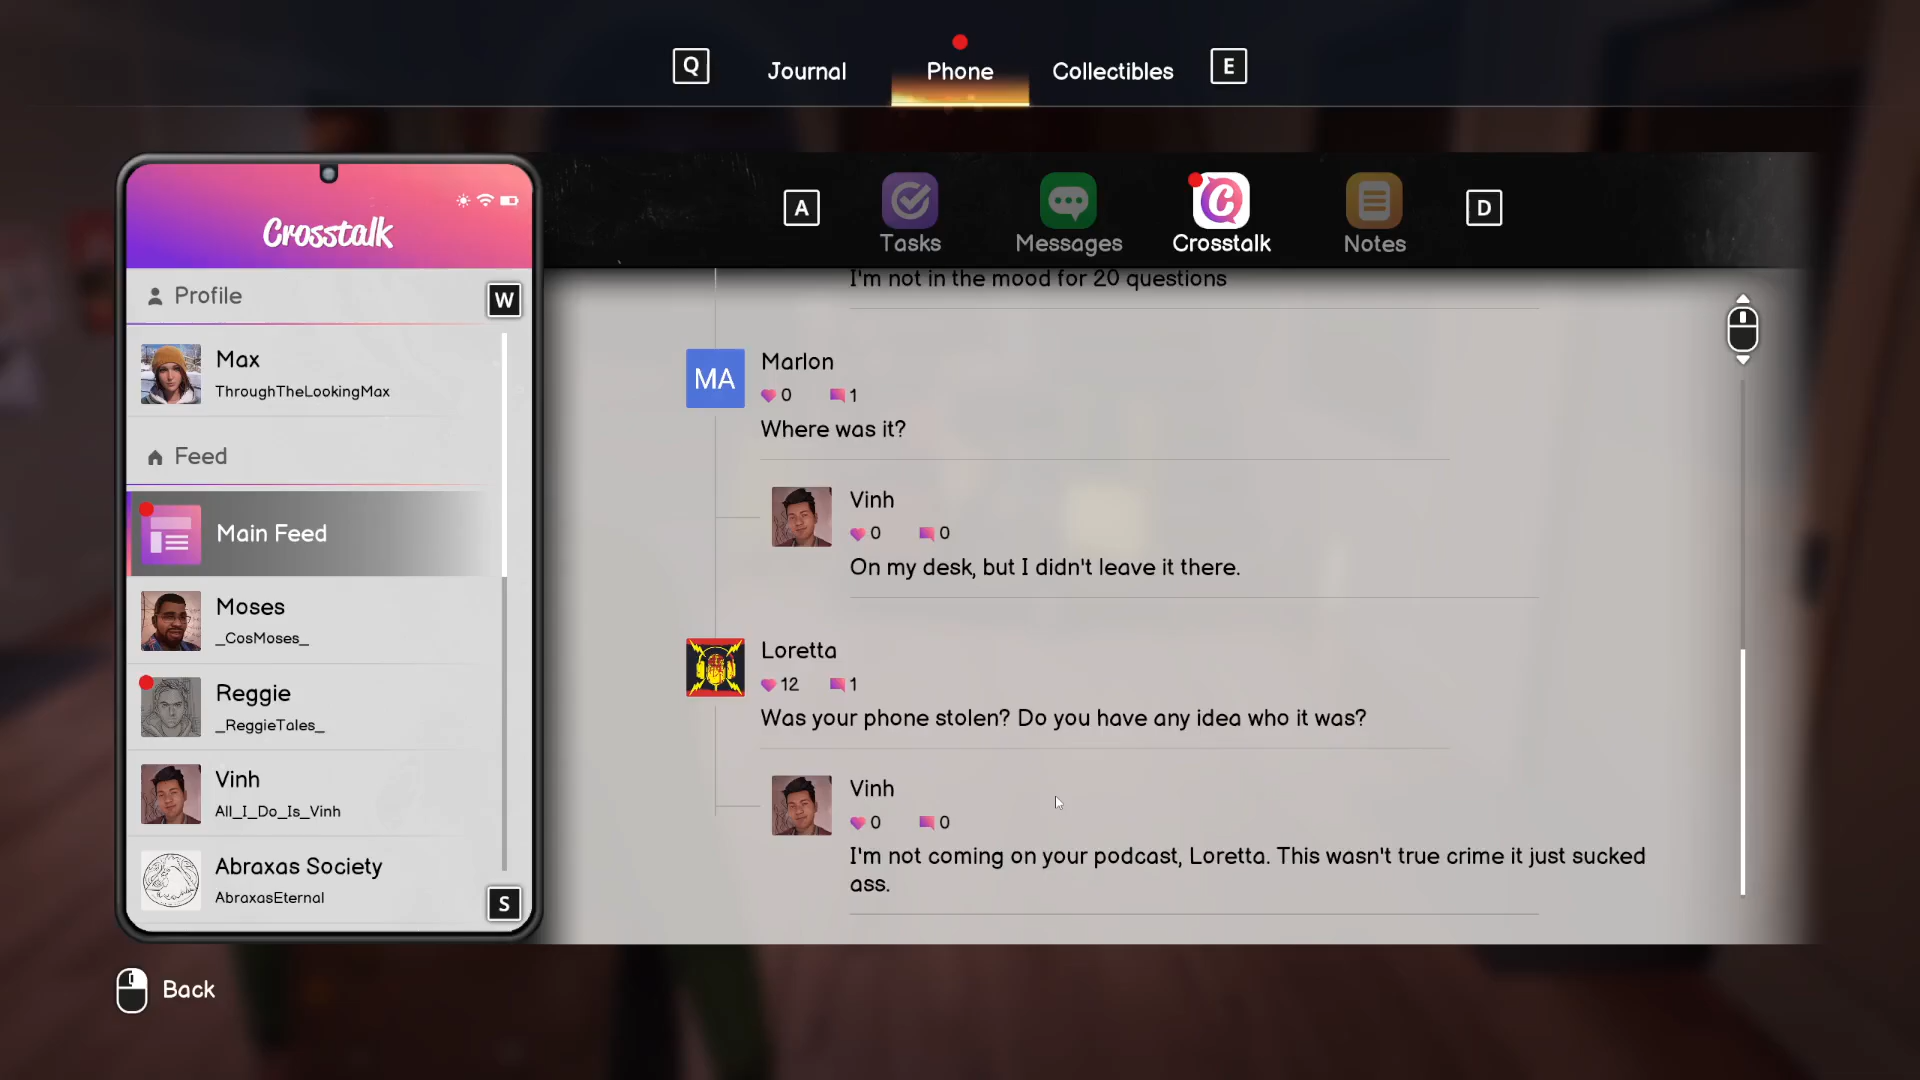 Q
Journal
Phone
Collectibles
E
Crosstalk
A
Tasks
Messages
Crosstalk
Notes
D
Profile
W
Max
ThroughTheLookingMax
Feed
Main Feed
Moses
_CosMoses_
Reggie
_ReggieTales_
Vinh
All_I_Do_Is_Vinh
Abraxas Society
AbraxasEternal
S
I'm not in the mood for 20 questions
MA
Marlon
0 1
Where was it?
Vinh
0 0
On my desk, but I didn't leave it there.
Loretta
12 1
Was your phone stolen? Do you have any idea who it was?
Vinh
0 0
I'm not coming on your podcast, Loretta. This wasn't true crime it just sucked
ass.
Back